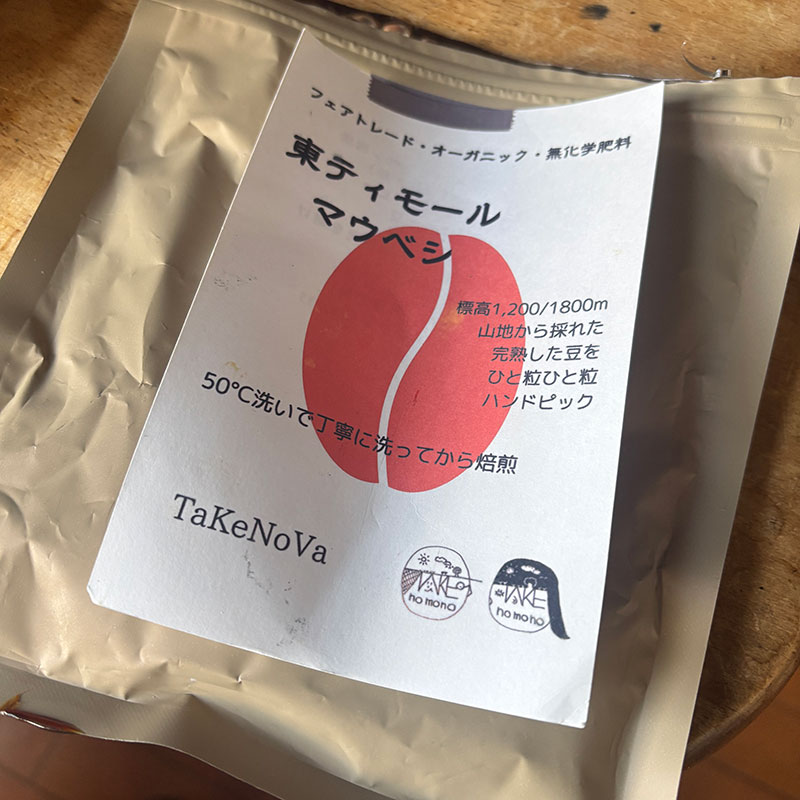 フェアトレード・オーガニック・無化学肥料
東ティモール
マウベシ
標高1,200/1800m
山地から採れた
完熟した豆を
ひと粒ひと粒
ハンドピック
50℃洗いで丁寧に洗ってから焙煎
TaKeNoVa
TAKE
no mono
TAKE
no mono